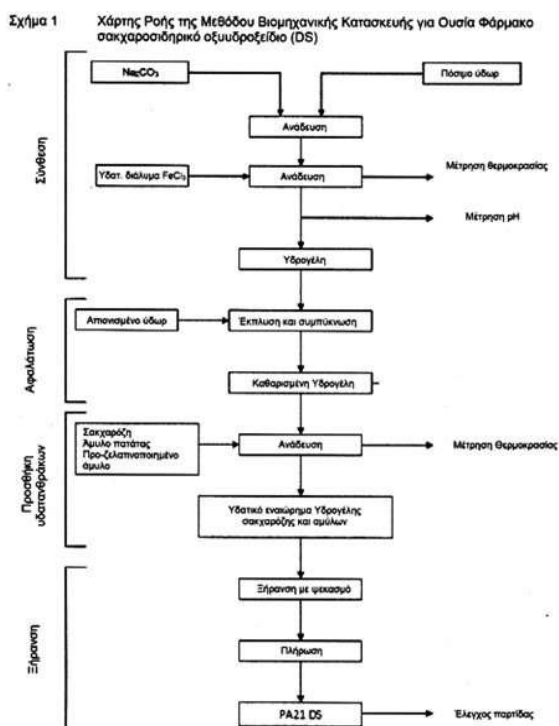 Σχήμα 1 Χάρτης Ροής της Μεθόδου Βιομηχανικής Κατασκευής για Ουσία Φάρμακο
σακχαροσιδηρικό οξυυδροξείδιο (DS)
Na₂CO₃
Πόσιμο ύδωρ
Ανάδευση
Σύνθεση
Υδατ. διάλυμα FeCl₃
Ανάδευση
Μέτρηση θερμοκρασίας
Μέτρηση pH
Υδρογέλη
Αφαλάτωση
Απιονισμένο ύδωρ
Έκπλυση και συμπύκνωση
Καθαρισμένη Υδρογέλη
Προσθήκη
υδατανθράκων
Σακχαρόζη
Άμυλο πατάτας
Προ-ζελατινοποιημένο
άμυλο
Ανάδευση
Μέτρηση Θερμοκρασίας
Υδατικό εναιώρημα Υδρογέλης
σακχαρόζης και αμύλων
Ξήρανση
Ξήρανση με ψεκασμό
Πλήρωση
PA21 DS
Έλεγχος παρτίδας